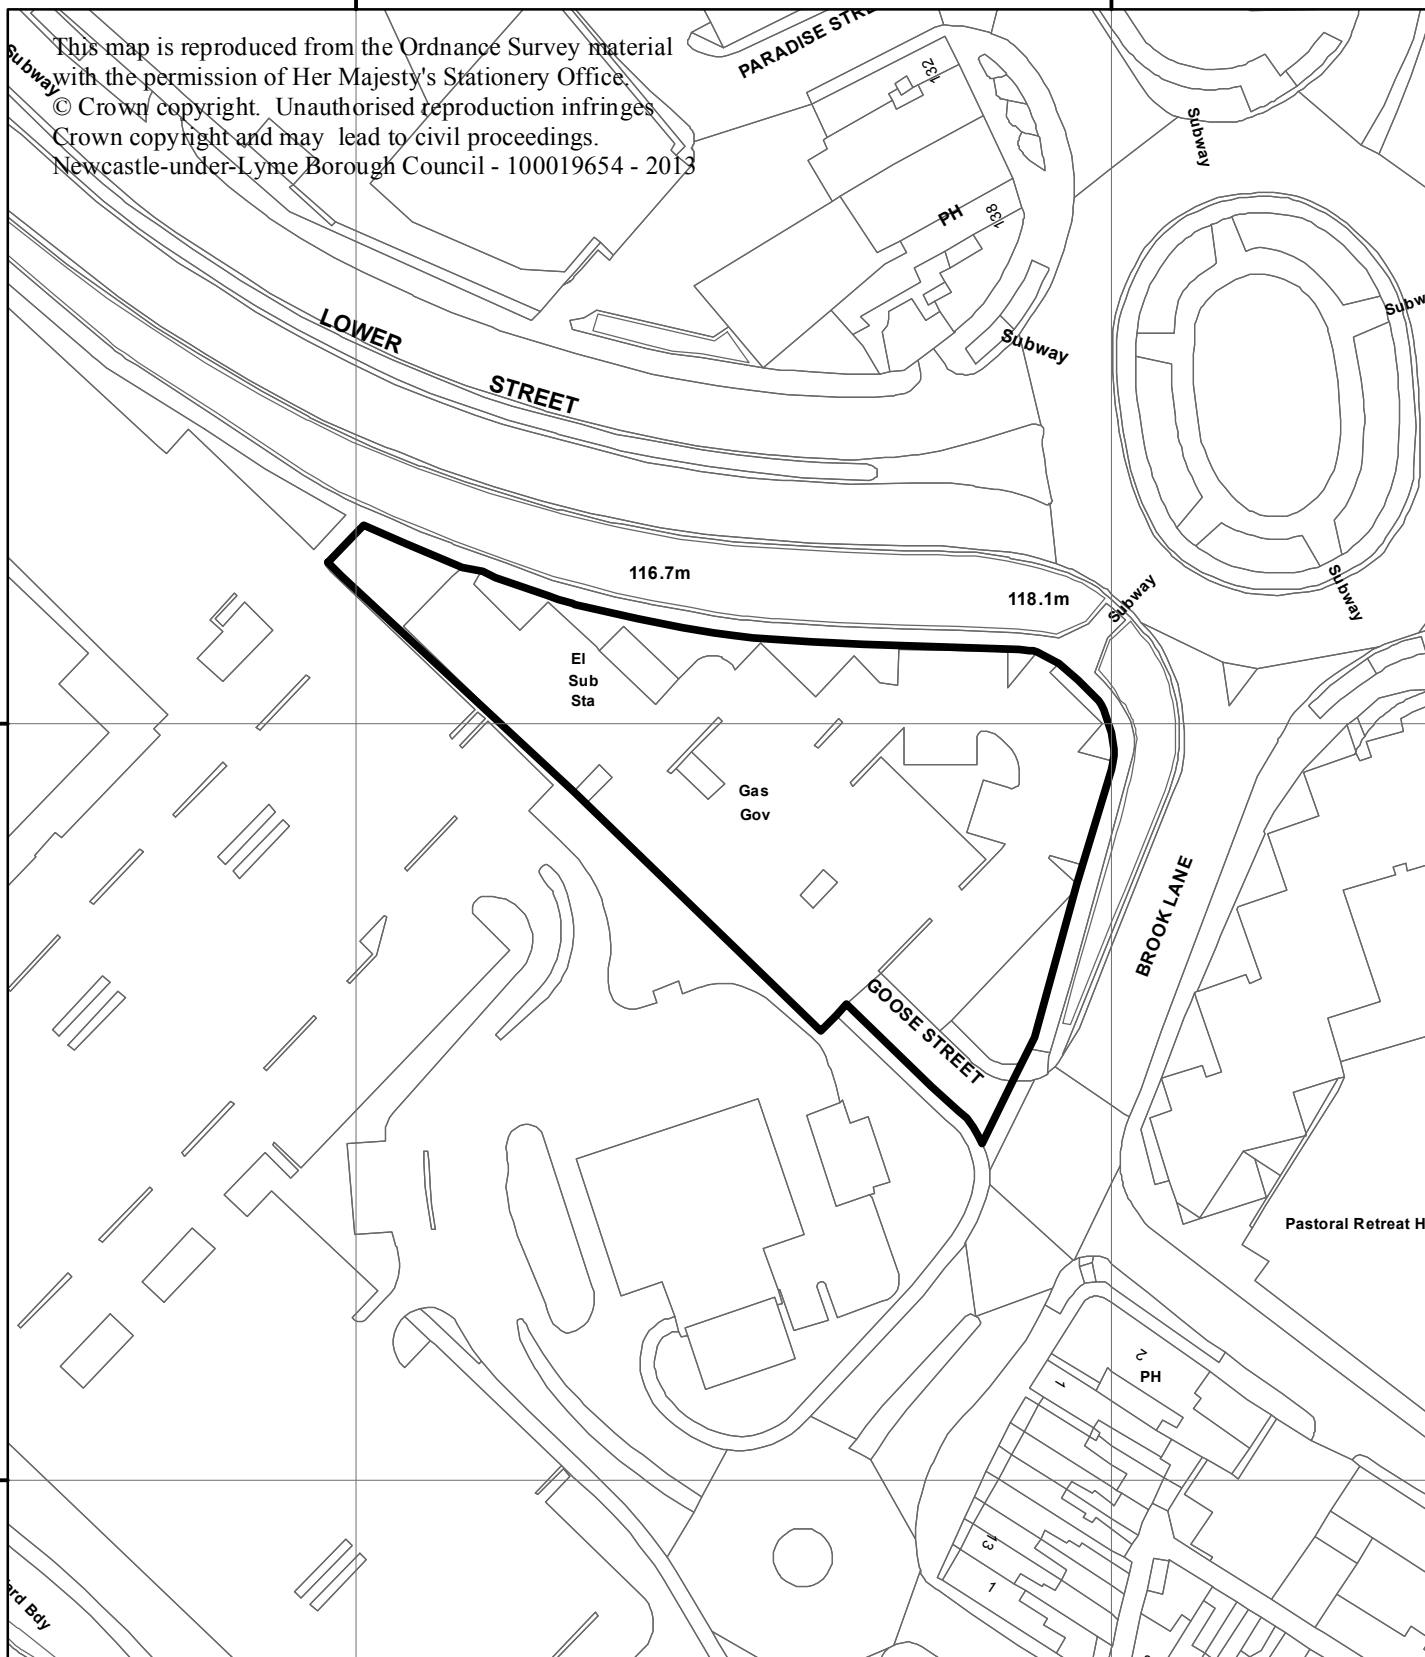 This map is reproduced from the Ordnance Survey material
with the permission of Her Majesty's Stationery Office.
© Crown copyright. Unauthorised reproduction infringes
Crown copyright and may lead to civil proceedings.
Newcastle-under-Lyme Borough Council - 100019654 - 2013
Subway
PARADISE STRE
132
Subway
PH
138
Subw
LOWER
Subway
STREET
116.7m
118.1m
Subway
Subway
El
Sub
Sta
Gas
Gov
BROOK LANE
GOOSE STREET
Pastoral Retreat H
2
PH
1
13
1
ard Bdy